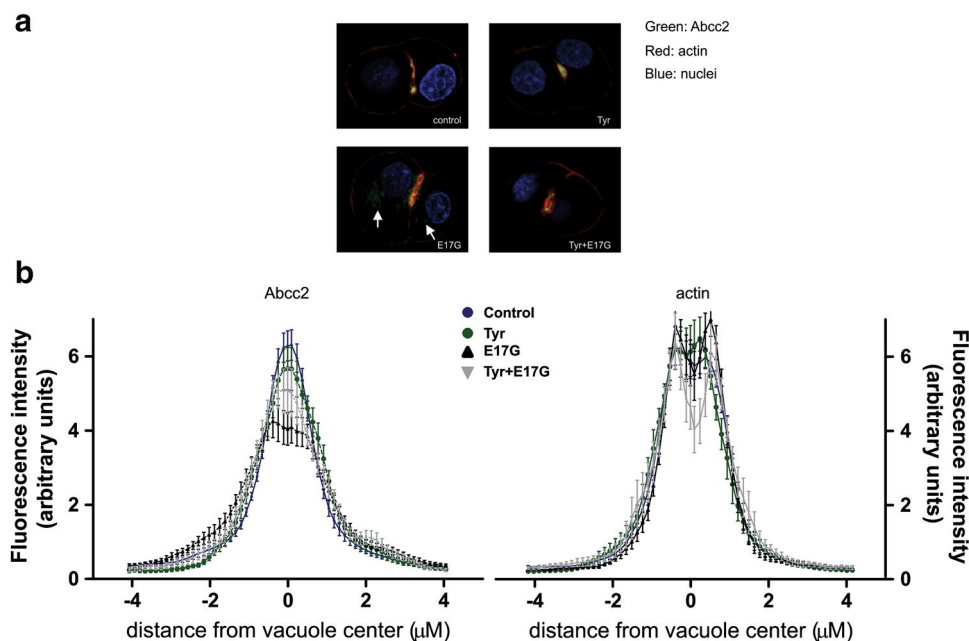 a
Green: Abcc2
Red: actin
Blue: nuclei
control
Tyr
E17G
Tyr+E17G
b
Abcc2
actin
Control
Tyr
E17G
Tyr+E17G
Fluorescence intensity
(arbitrary units)
6
4
2
0
-4
-2
0
2
4
distance from vacuole center (μM)
-4
-2
0
2
4
distance from vacuole center (μM)
6
4
2
0
Fluorescence intensity
(arbitrary units)